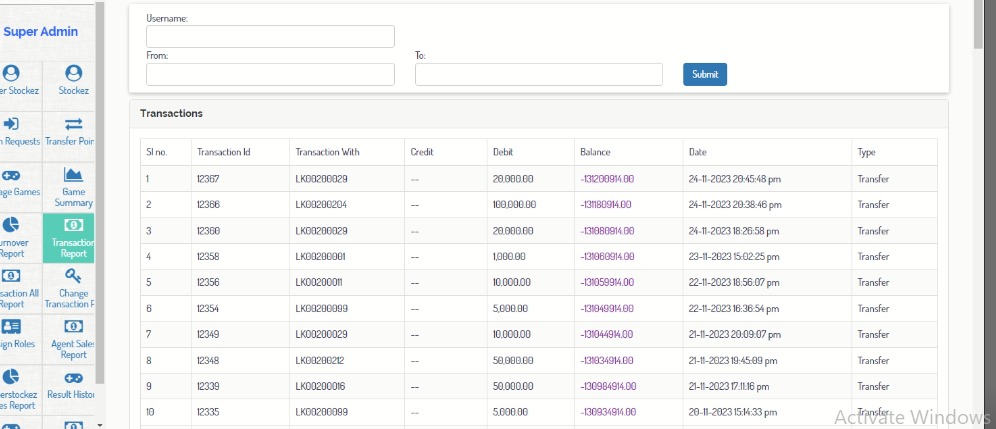 Super Admin
er Stockez
Stockez
n Requests
Transfer Poin
age Games
Game
Summary
urnover
Report
Transaction
Report
saction All
Report
Change
Transaction P
ign Roles
Agent Sales
Report
erstockez
es Report
Result Histor
Username:
From:
To:
Submit
Transactions
Sl no. Transaction Id Transaction With Credit Debit Balance Date Type
1 12367 LK00200029 -- 20,000.00 -131200914.00 24-11-2023 20:45:48 pm Transfer
2 12366 LK00200204 -- 100,000.00 -131180914.00 24-11-2023 20:38:46 pm Transfer
3 12360 LK00200029 -- 20,000.00 -131080914.00 24-11-2023 18:26:58 pm Transfer
4 12358 LK00200001 -- 1,000.00 -131060914.00 23-11-2023 15:02:25 pm Transfer
5 12356 LK00200011 -- 10,000.00 -131059914.00 22-11-2023 18:56:07 pm Transfer
6 12354 LK00200099 -- 5,000.00 -131049914.00 22-11-2023 16:36:54 pm Transfer
7 12349 LK00200029 -- 10,000.00 -131044914.00 21-11-2023 20:09:07 pm Transfer
8 12348 LK00200212 -- 50,000.00 -131034914.00 21-11-2023 19:45:09 pm Transfer
9 12339 LK00200016 -- 50,000.00 -130984914.00 21-11-2023 17:11:16 pm Transfer
10 12335 LK00200099 -- 5,000.00 -130934914.00 20-11-2023 15:14:33 pm Transfer
Activate Windows